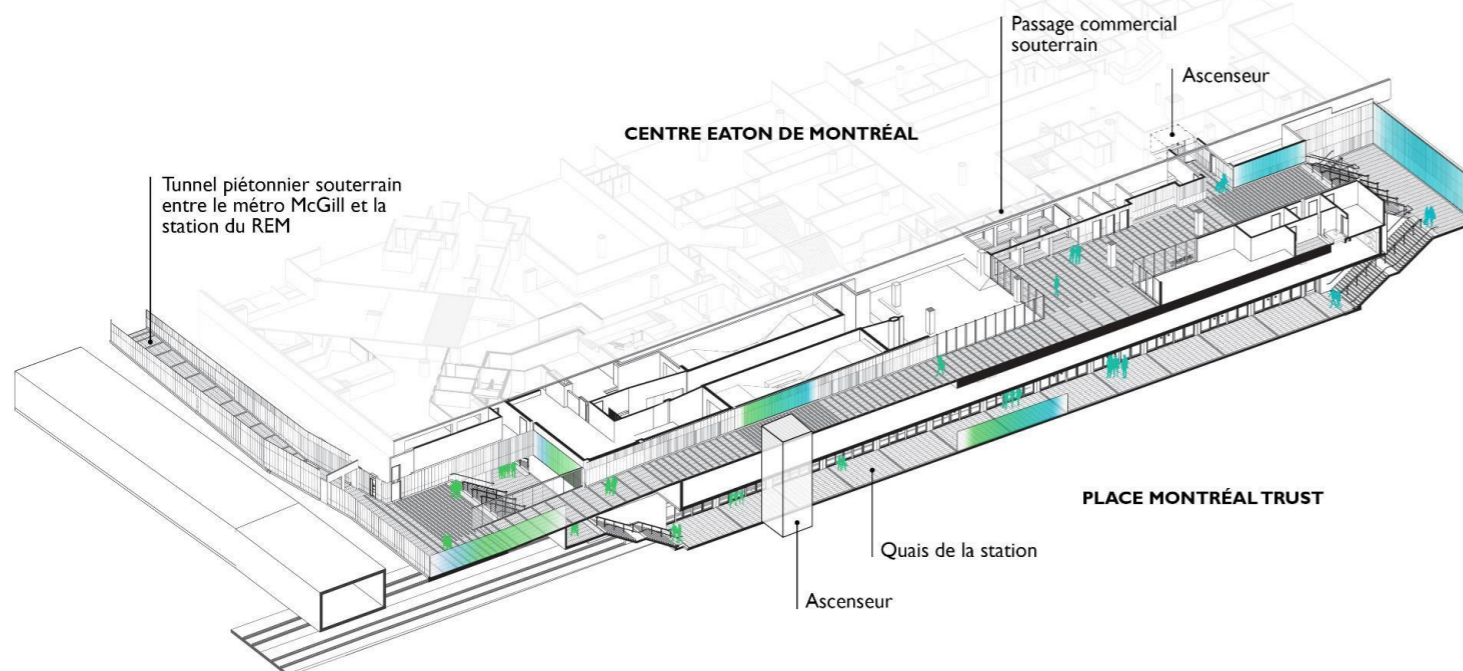 Passage commercial
souterrain
Ascenseur
CENTRE EATON DE MONTRÉAL
Tunnel piétonnier souterrain
entre le métro McGill et la
station du REM
PLACE MONTRÉAL TRUST
Quais de la station
Ascenseur